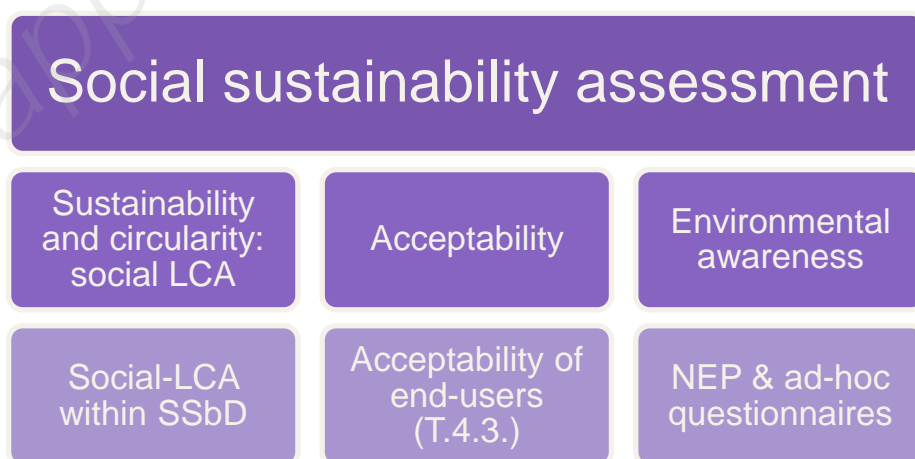 Social sustainability assessment
Sustainability
and circularity:
social LCA
Acceptability
Environmental
awareness
Social-LCA
within SSbD
Acceptability of
end-users
(T.4.3.)
NEP & ad-hoc
questionnaires